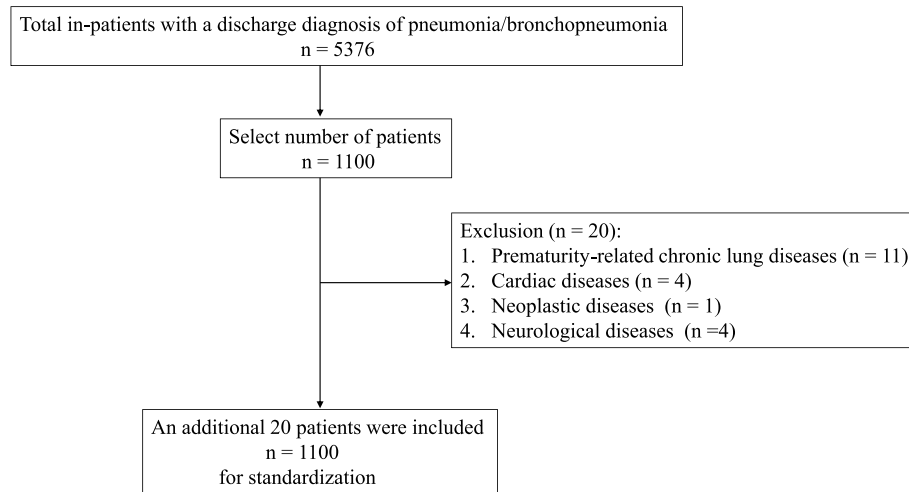 Total in-patients with a discharge diagnosis of pneumonia/bronchopneumonia
n = 5376
Select number of patients
n = 1100
Exclusion (n = 20):
1. Prematurity-related chronic lung diseases (n = 11)
2. Cardiac diseases (n = 4)
3. Neoplastic diseases (n = 1)
4. Neurological diseases (n =4)
An additional 20 patients were included
n = 1100
for standardization